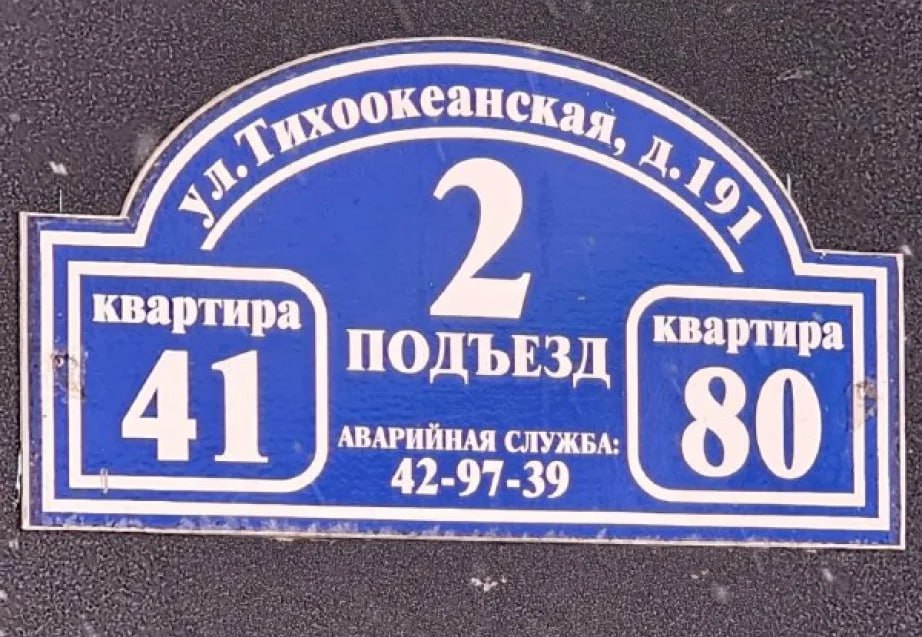 ул.Тихоокеанская, д.191
2
ПОДЪЕЗД
квартира
41
квартира
80
АВАРИЙНАЯ СЛУЖБА:
42-97-39